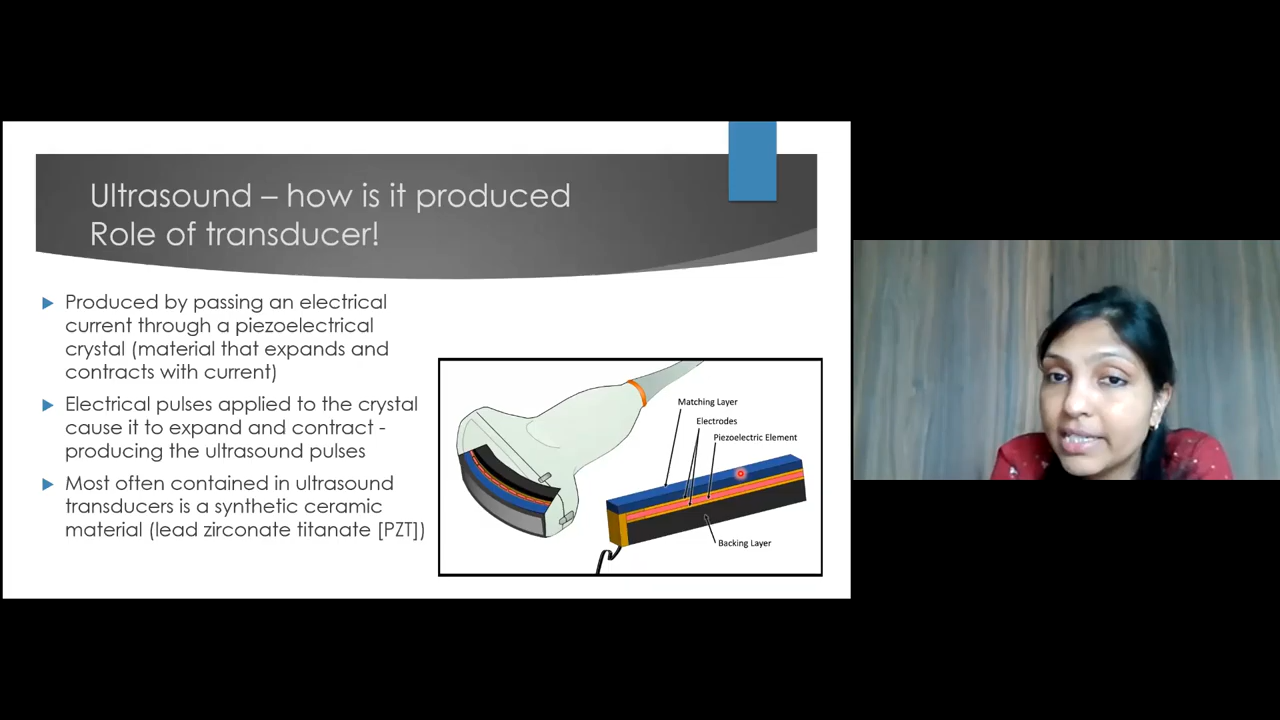 Ultrasound – how is it produced
Role of transducer!
Produced by passing an electrical
current through a piezoelectrical
crystal (material that expands and
contracts with current)
Electrical pulses applied to the crystal
cause it to expand and contract -
producing the ultrasound pulses
Most often contained in ultrasound
transducers is a synthetic ceramic
material (lead zirconate titanate [PZT])
Matching Layer
Electrodes
Piezoelectric Element
Backing Layer